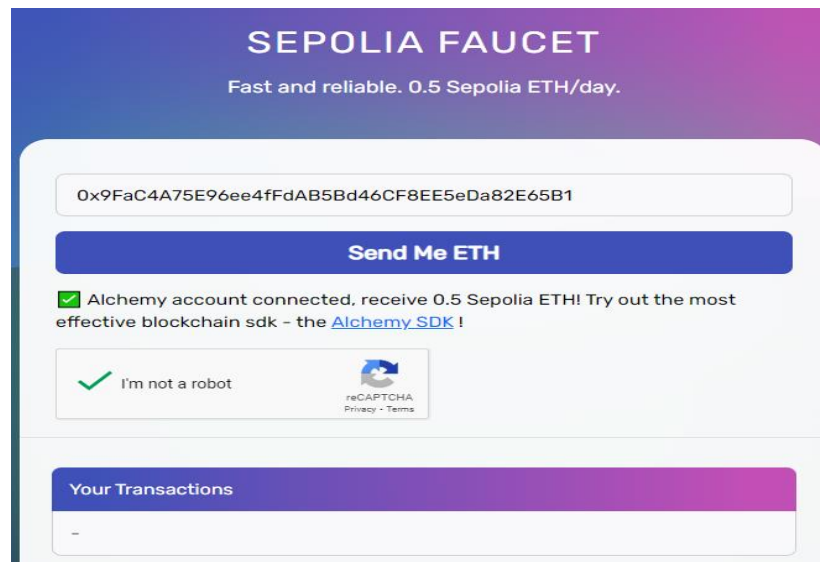 SEPOLIA FAUCET
Fast and reliable. 0.5 Sepolia ETH/day.
0x9FaC4A75E96ee4fFdAB5Bd46CF8EE5eDa82E65B1
Send Me ETH
✅ Alchemy account connected, receive 0.5 Sepolia ETH! Try out the most
effective blockchain sdk - the Alchemy SDK !
I'm not a robot
reCAPTCHA
Privacy - Terms
Your Transactions
-